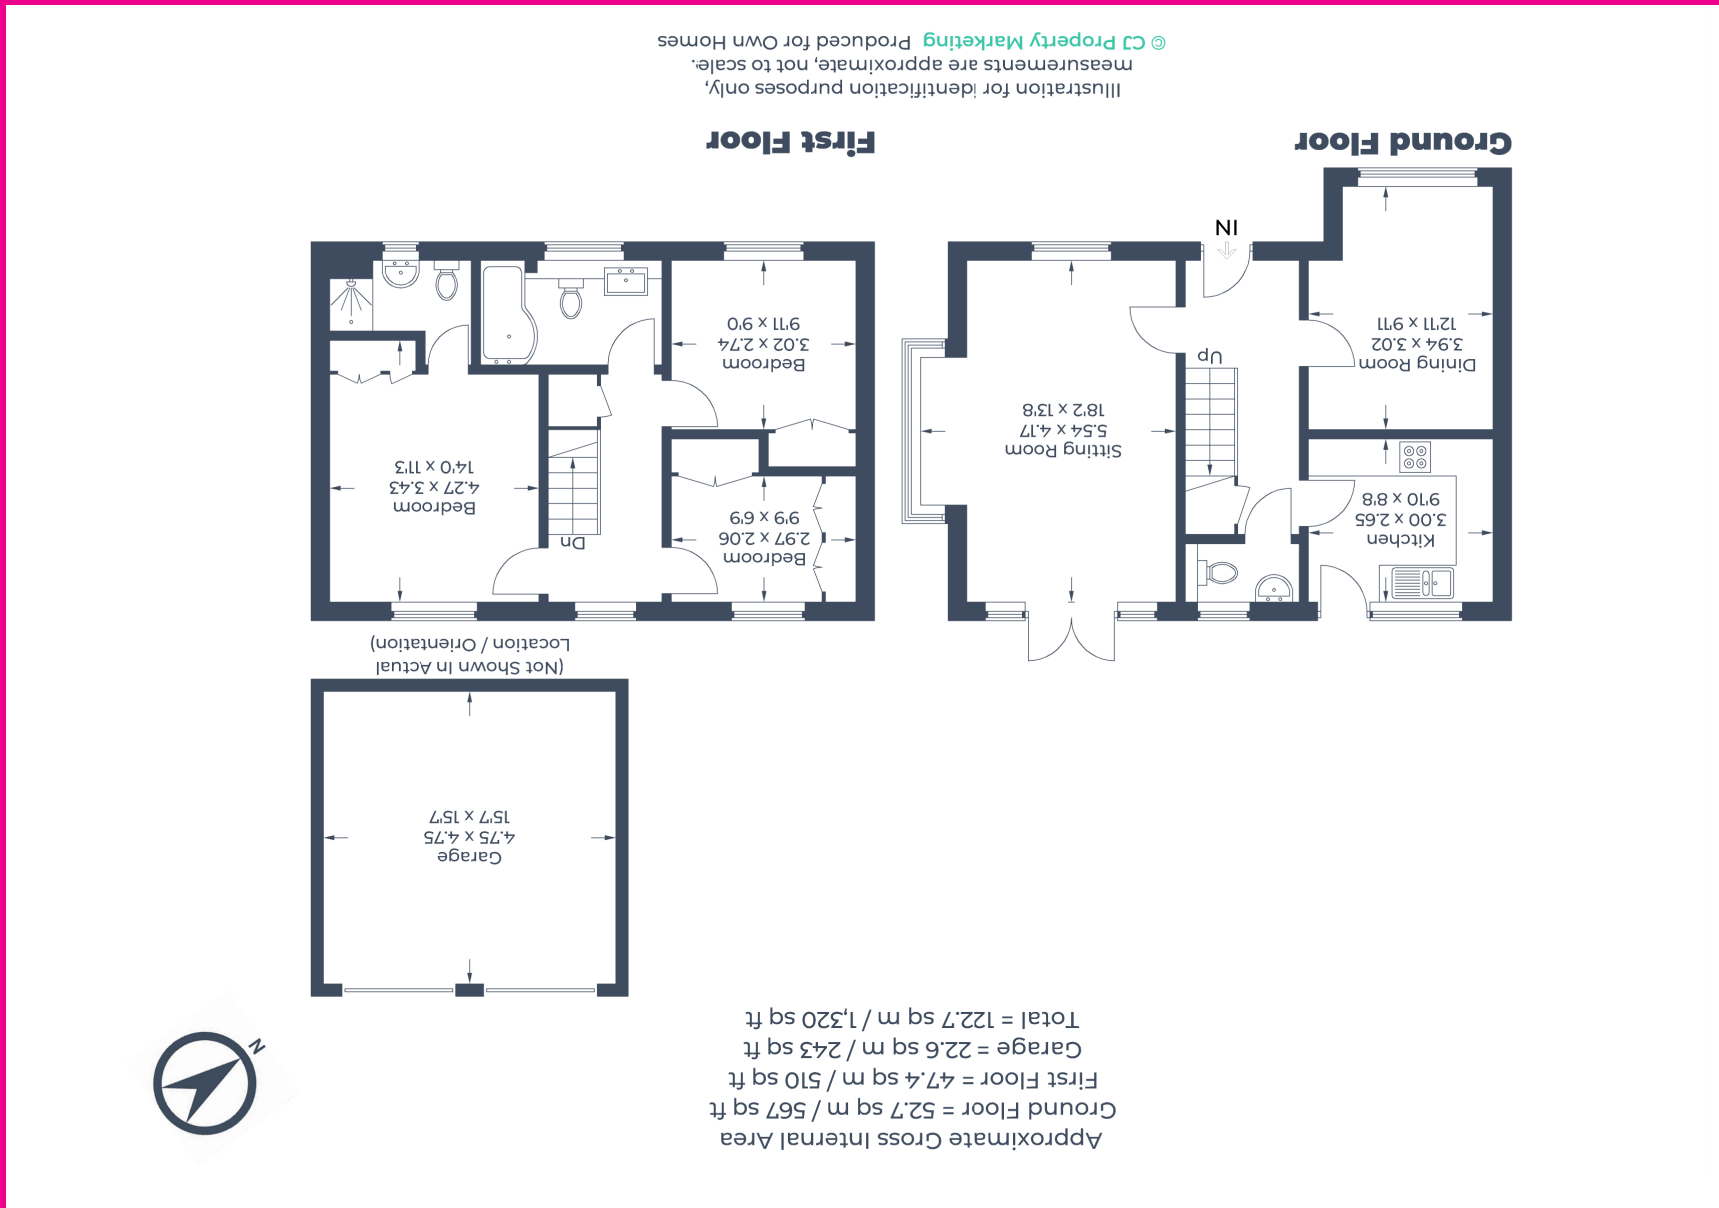 Approximate Gross Internal Area
Ground Floor = 52.7 sq m / 567 sq ft
First Floor = 47.4 sq m / 510 sq ft
Garage = 22.6 sq m / 243 sq ft
Total = 122.7 sq m / 1,320 sq ft
N
Garage
4.75 x 4.75
15'7 x 15'7
(Not Shown In Actual
Location / Orientation)
Kitchen
3.00 x 2.65
9'10 x 8'8
Sitting Room
5.54 x 4.17
18'2 x 13'8
Up
Dining Room
3.94 x 3.02
12'11 x 9'11
IN
Ground Floor
Bedroom
2.97 x 2.06
9'9 x 6'9
Dn
Bedroom
4.27 x 3.43
14'0 x 11'3
Bedroom
3.02 x 2.74
9'11 x 9'0
First Floor
Illustration for identification purposes only,
measurements are approximate, not to scale.
© CJ Property Marketing Produced for Own Homes